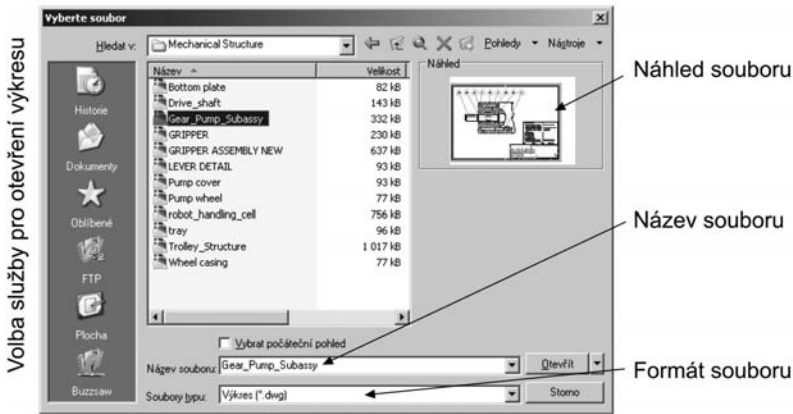 Vyberte soubor
Hledat v: Mechanical Structure Pohledy Nástroje
Volba služby pro otevření výkresu
Historie
Dokumenty
Oblíbené
FTP
Plocha
Buzzsaw
Název Velikost
Bottom plate 82 kB
Drive_shaft 143 kB
Gear_Pump_Subassy 332 kB
GRIPPER 230 kB
GRIPPER ASSEMBLY NEW 637 kB
LEVER DETAIL 93 kB
Pump cover 93 kB
Pump wheel 77 kB
robot_handling_cell 756 kB
tray 96 kB
Trolley_Structure 1 017 kB
Wheel casing 77 kB
Náhled
Náhled souboru
Název souboru
Formát souboru
Vybrat počáteční pohled
Název souboru: Gear_Pump_Subassy Otevřít
Soubory typu: Výkres (*.dwg) Storno